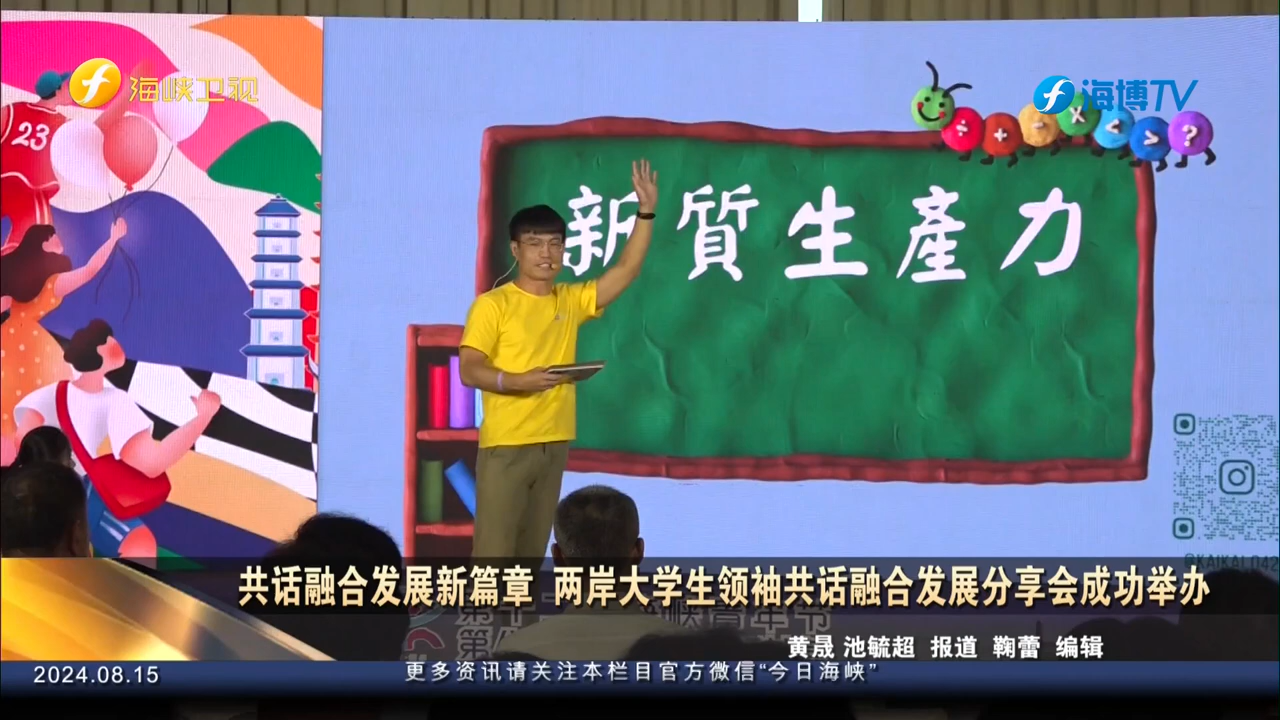 海峡卫视
海博TV
23
÷ + - × < > ?
新質生產力
共话融合发展新篇章 两岸大学生领袖共话融合发展分享会成功举办
黄晟 池毓超 报道 鞠蕾 编辑
2024.08.15
更多资讯请关注本栏目官方微信“今日海峡”